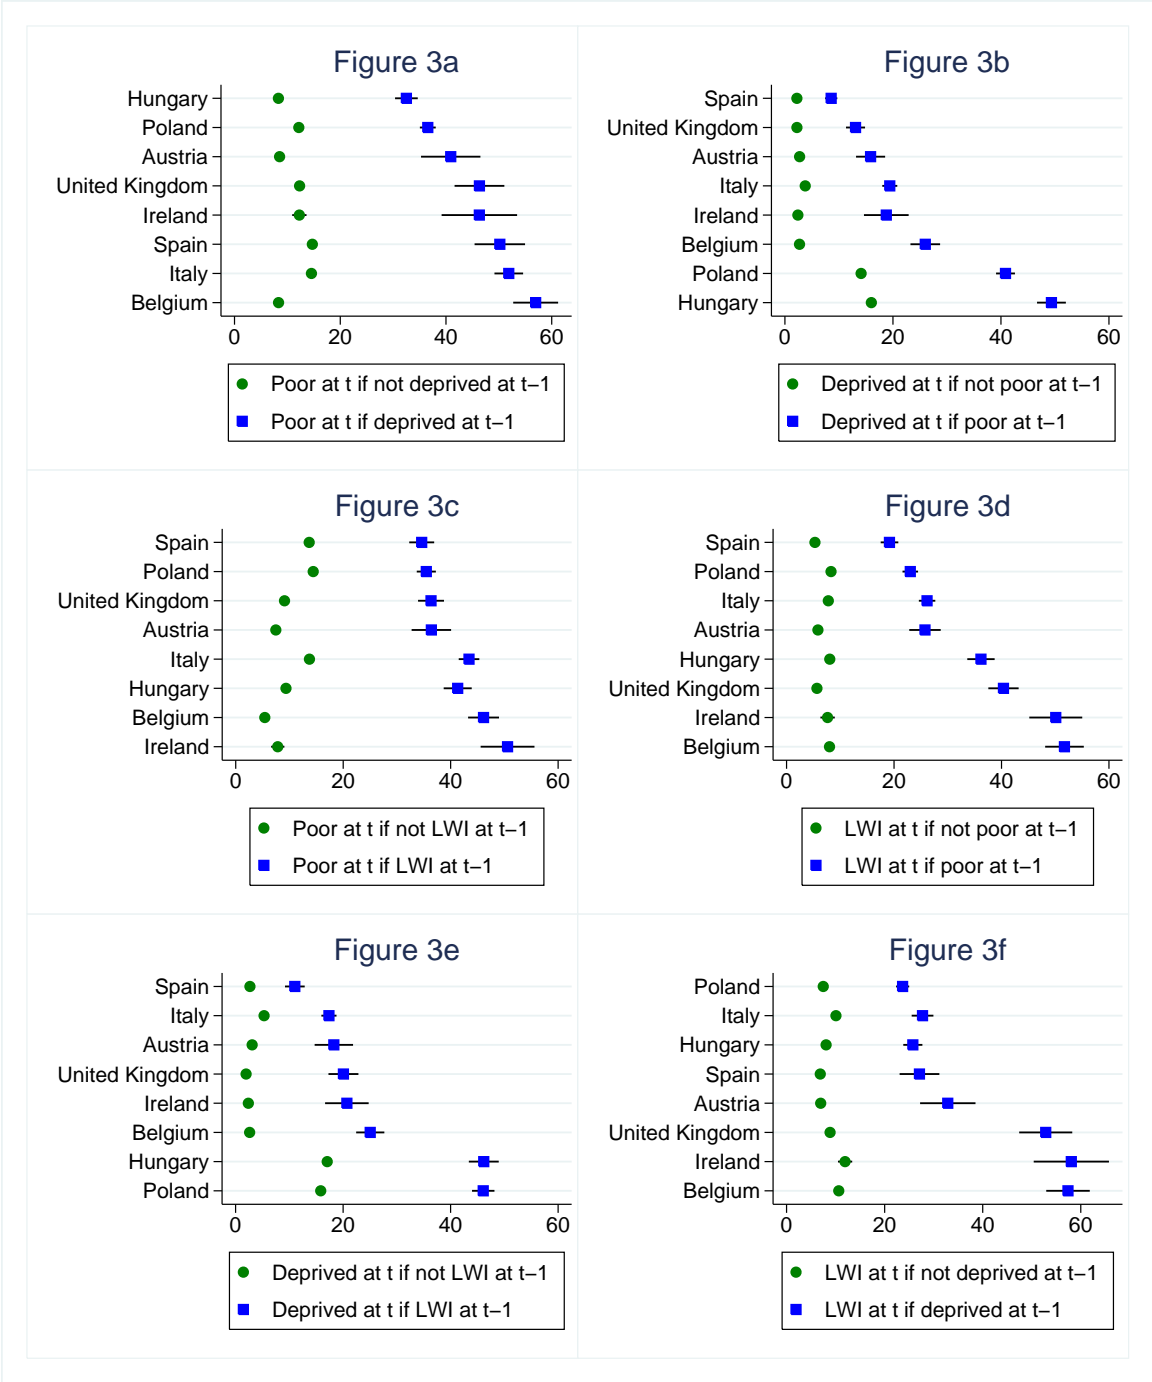 Figure 3a
Hungary
Poland
Austria
United Kingdom
Ireland
Spain
Italy
Belgium
0 20 40 60
Poor at t if not deprived at t−1
Poor at t if deprived at t−1
Figure 3b
Spain
United Kingdom
Austria
Italy
Ireland
Belgium
Poland
Hungary
0 20 40 60
Deprived at t if not poor at t−1
Deprived at t if poor at t−1
Figure 3c
Spain
Poland
United Kingdom
Austria
Italy
Hungary
Belgium
Ireland
0 20 40 60
Poor at t if not LWI at t−1
Poor at t if LWI at t−1
Figure 3d
Spain
Poland
Italy
Austria
Hungary
United Kingdom
Ireland
Belgium
0 20 40 60
LWI at t if not poor at t−1
LWI at t if poor at t−1
Figure 3e
Spain
Italy
Austria
United Kingdom
Ireland
Belgium
Hungary
Poland
0 20 40 60
Deprived at t if not LWI at t−1
Deprived at t if LWI at t−1
Figure 3f
Poland
Italy
Hungary
Spain
Austria
United Kingdom
Ireland
Belgium
0 20 40 60
LWI at t if not deprived at t−1
LWI at t if deprived at t−1